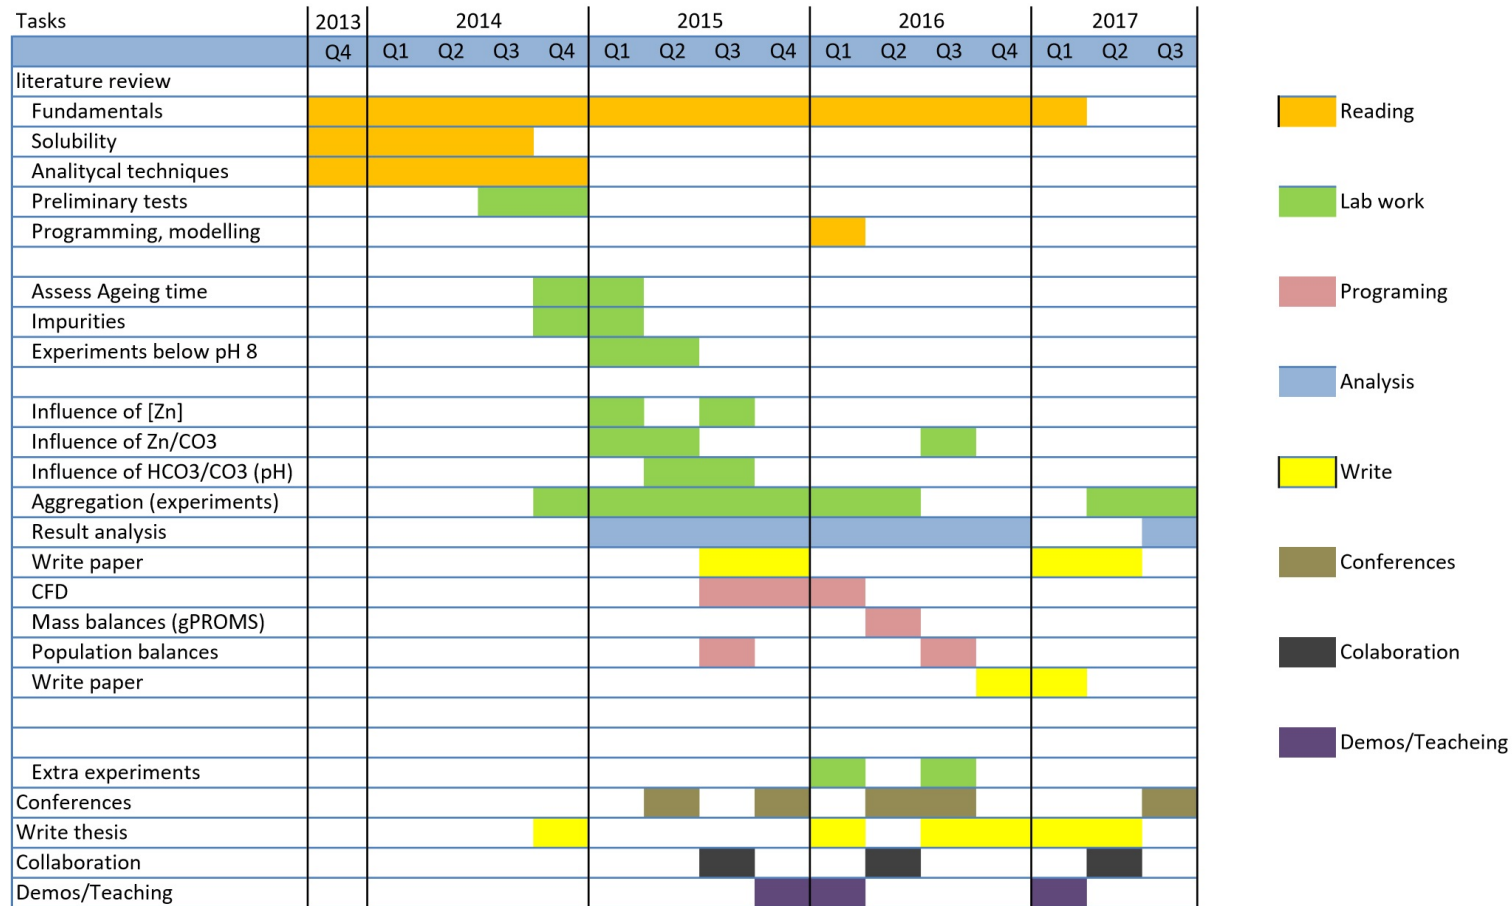 Tasks 2013 2014 2015 2016 2017
Q4 Q1 Q2 Q3 Q4 Q1 Q2 Q3 Q4 Q1 Q2 Q3 Q4 Q1 Q2 Q3
literature review
Fundamentals
Solubility
Analitycal techniques
Preliminary tests
Programming, modelling
Assess Ageing time
Impurities
Experiments below pH 8
Influence of [Zn]
Influence of Zn/CO3
Influence of HCO3/CO3 (pH)
Aggregation (experiments)
Result analysis
Write paper
CFD
Mass balances (gPROMS)
Population balances
Write paper
Extra experiments
Conferences
Write thesis
Collaboration
Demos/Teaching
Reading
Lab work
Programing
Analysis
Write
Conferences
Colaboration
Demos/Teacheing